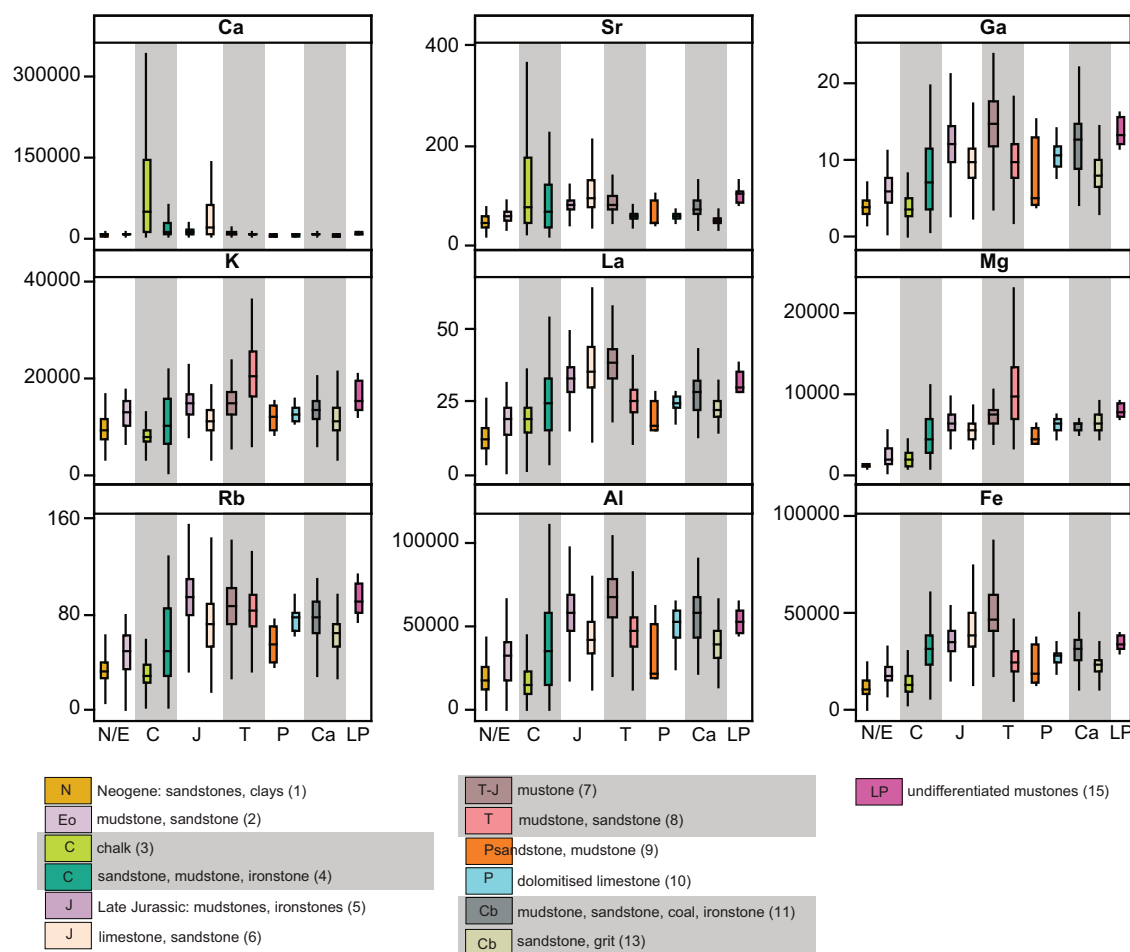 Ca Sr Ga
300000
150000
0
400
200
0
20
10
0
K La Mg
40000
20000
0
50
25
0
20000
10000
0
Rb Al Fe
160
80
0
100000
50000
0
100000
50000
0
N/E C J T P Ca LP
N/E C J T P Ca LP
N/E C J T P Ca LP
N Neogene: sandstones, clays (1)
Eo mudstone, sandstone (2)
C chalk (3)
C sandstone, mudstone, ironstone (4)
J Late Jurassic: mudstones, ironstones (5)
J limestone, sandstone (6)
T-J mustone (7)
T mudstone, sandstone (8)
Psandstone, mudstone (9)
P dolomitised limestone (10)
Cb mudstone, sandstone, coal, ironstone (11)
Cb sandstone, grit (13)
LP undifferentiated mustones (15)